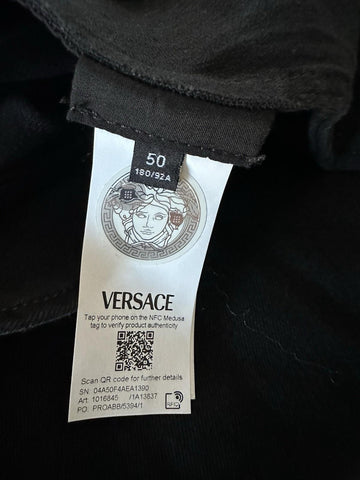 50
180/92A
VERSACE
Tap your phone on the NFC Medusa
tag to verify product authenticity
Scan QR code for further details
SN: 04A50F4AEA1390
Art: 1016845 /1A13837
PO: PROABB/5394/1